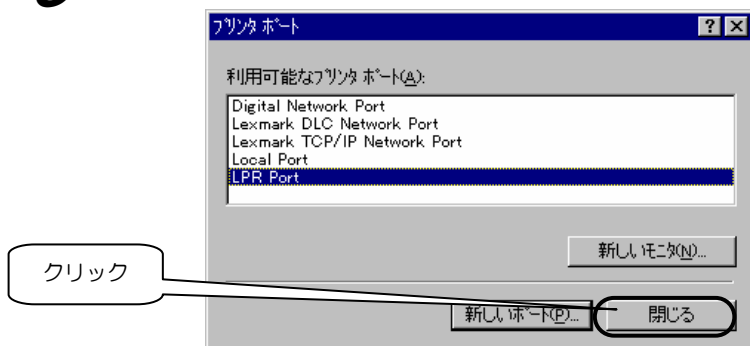 プリンタ ポート
利用可能なプリンタ ポート(A):
Digital Network Port
Lexmark DLC Network Port
Lexmark TCP/IP Network Port
Local Port
LPR Port
新しいモニタ(N)...
クリック
新しいポート(P)...
閉じる